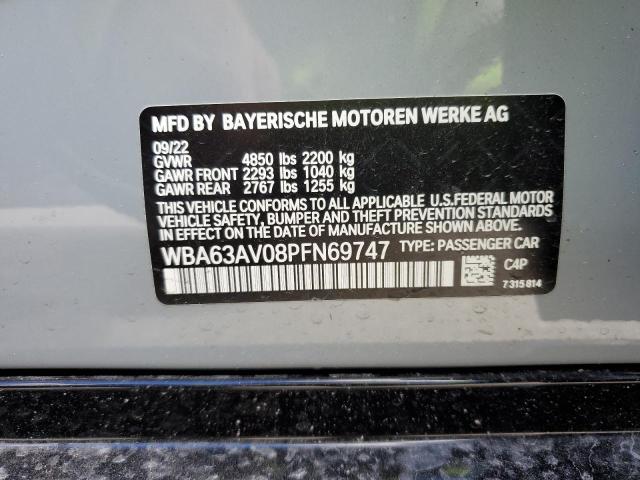 MFD BY BAYERISCHE MOTOREN WERKE AG
09/22
GVWR 4850 lbs 2200 kg
GAWR FRONT 2293 lbs 1040 kg
GAWR REAR 2767 lbs 1255 kg
THIS VEHICLE CONFORMS TO ALL APPLICABLE U.S.FEDERAL MOTOR
VEHICLE SAFETY, BUMPER AND THEFT PREVENTION STANDARDS
IN EFFECT ON THE DATE OF MANUFACTURE SHOWN ABOVE.
WBA63AV08PFN69747 TYPE: PASSENGER CAR
C4P
7 315 814